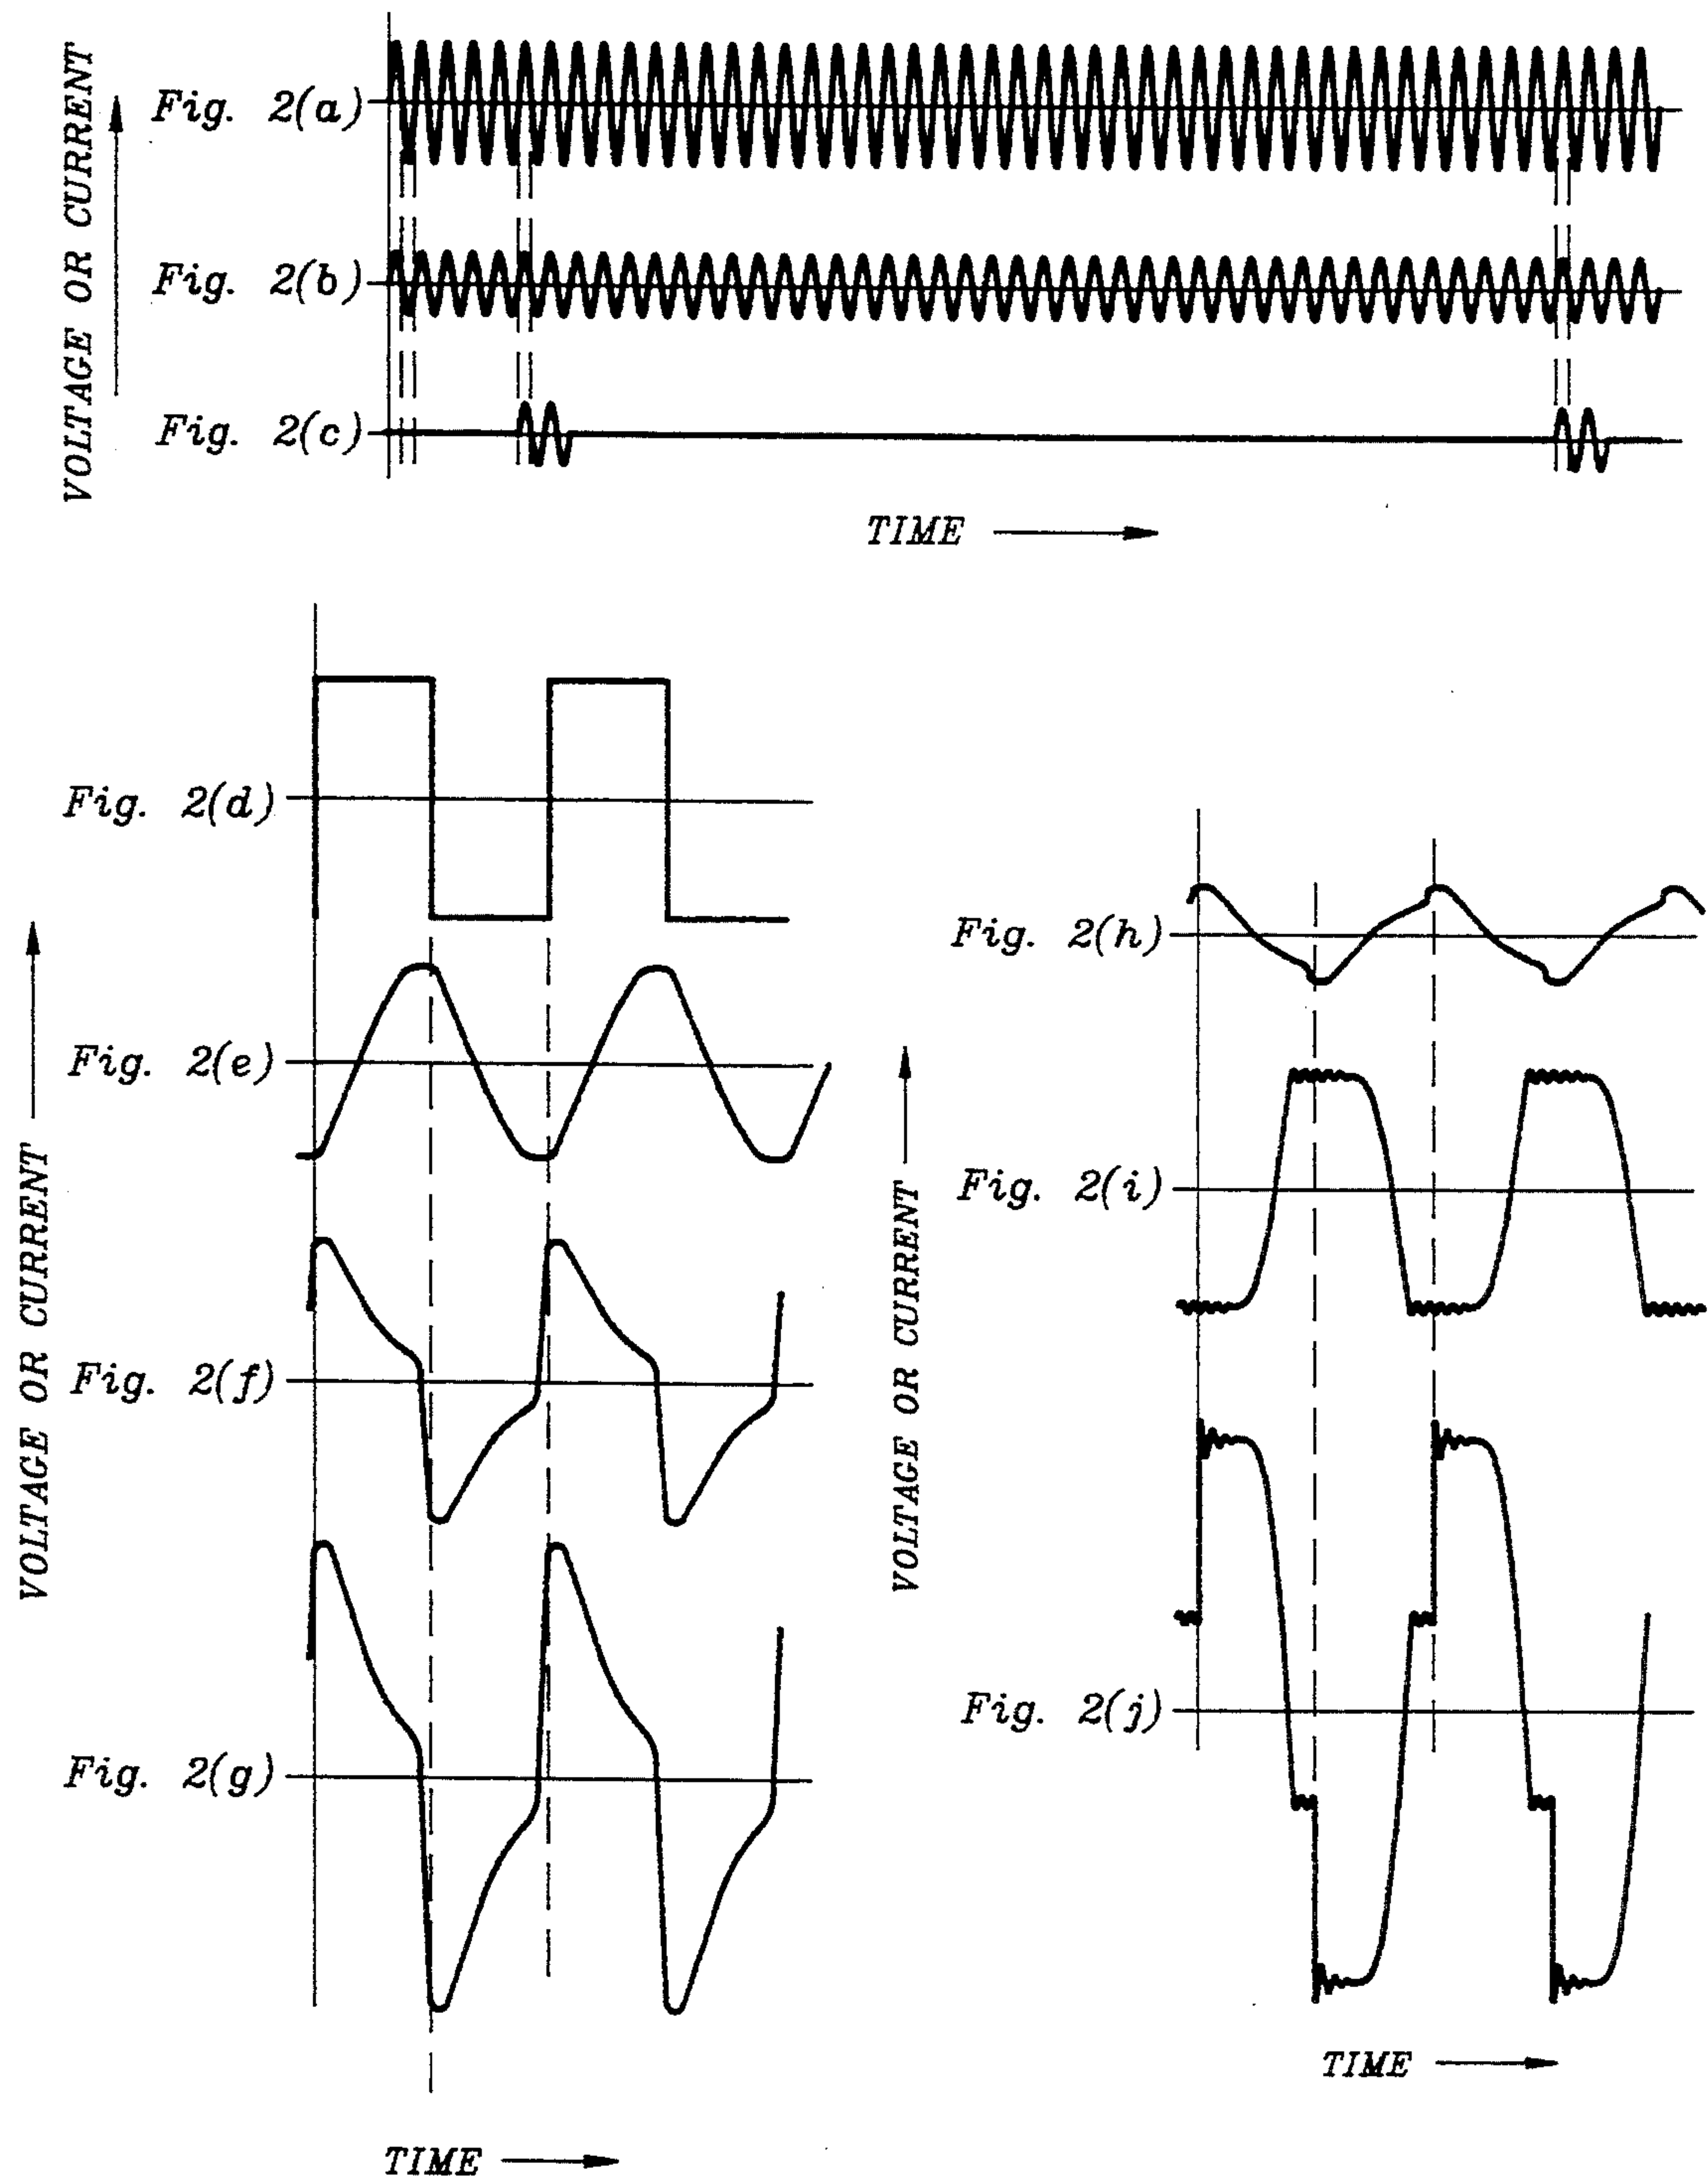 VOLTAGE OR CURRENT
Fig. 2(a)
Fig. 2(b)
Fig. 2(c)
TIME
VOLTAGE OR CURRENT
Fig. 2(d)
Fig. 2(e)
Fig. 2(f)
Fig. 2(g)
TIME
VOLTAGE OR CURRENT
Fig. 2(h)
Fig. 2(i)
Fig. 2(j)
TIME